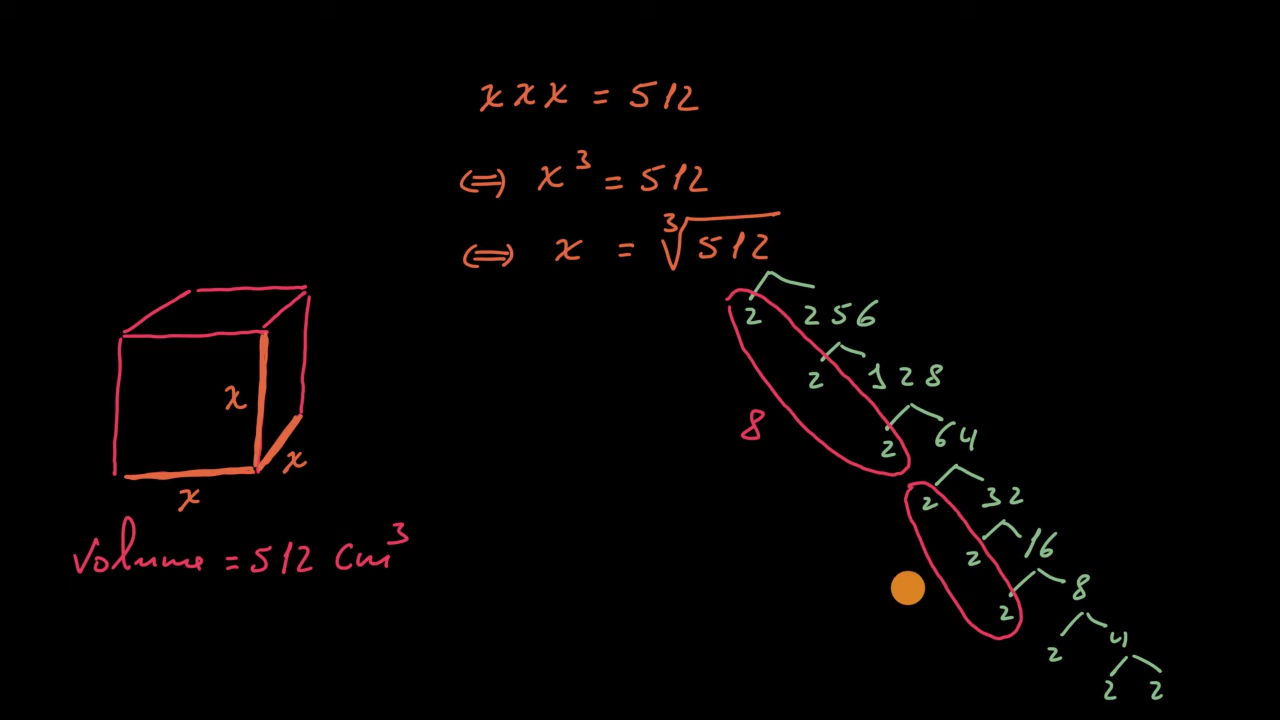 x x x = 512
⟺ x³ = 512
⟺ x = ∛512
2 256
2 128
2 64
2 32
2 16
2 8
2 4
2 2
8
x
x
x
Volume = 512 cm³